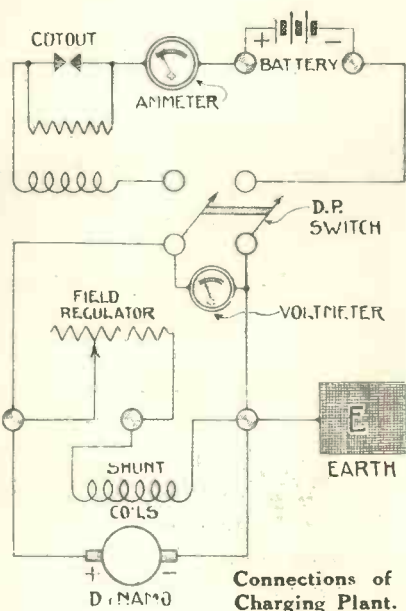 CUTOUT
+ -
BATTERY
AMMETER
D.P.
SWITCH
FIELD
REGULATOR
VOLTMETER
E
EARTH
SHUNT
COILS
+ -
DYNAMO
Connections of
Charging Plant.